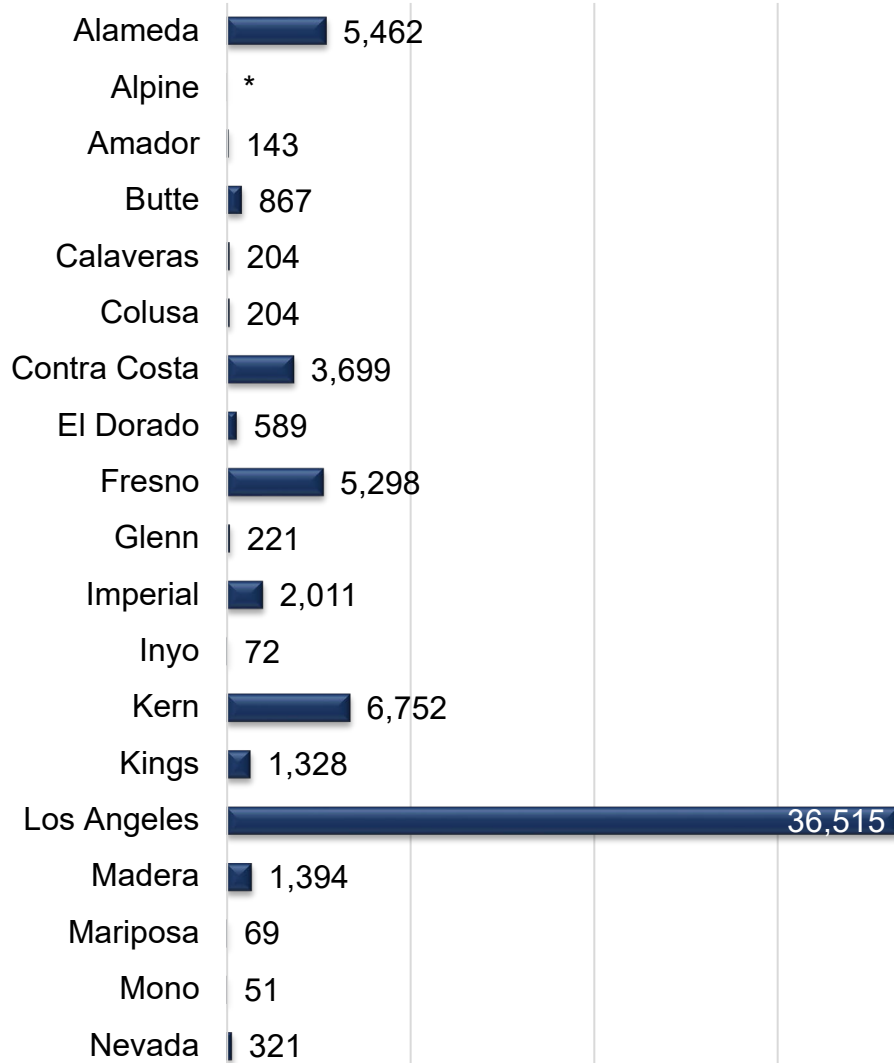 Alameda 5,462
Alpine *
Amador 143
Butte 867
Calaveras 204
Colusa 204
Contra Costa 3,699
El Dorado 589
Fresno 5,298
Glenn 221
Imperial 2,011
Inyo 72
Kern 6,752
Kings 1,328
Los Angeles 36,515
Madera 1,394
Mariposa 69
Mono 51
Nevada 321